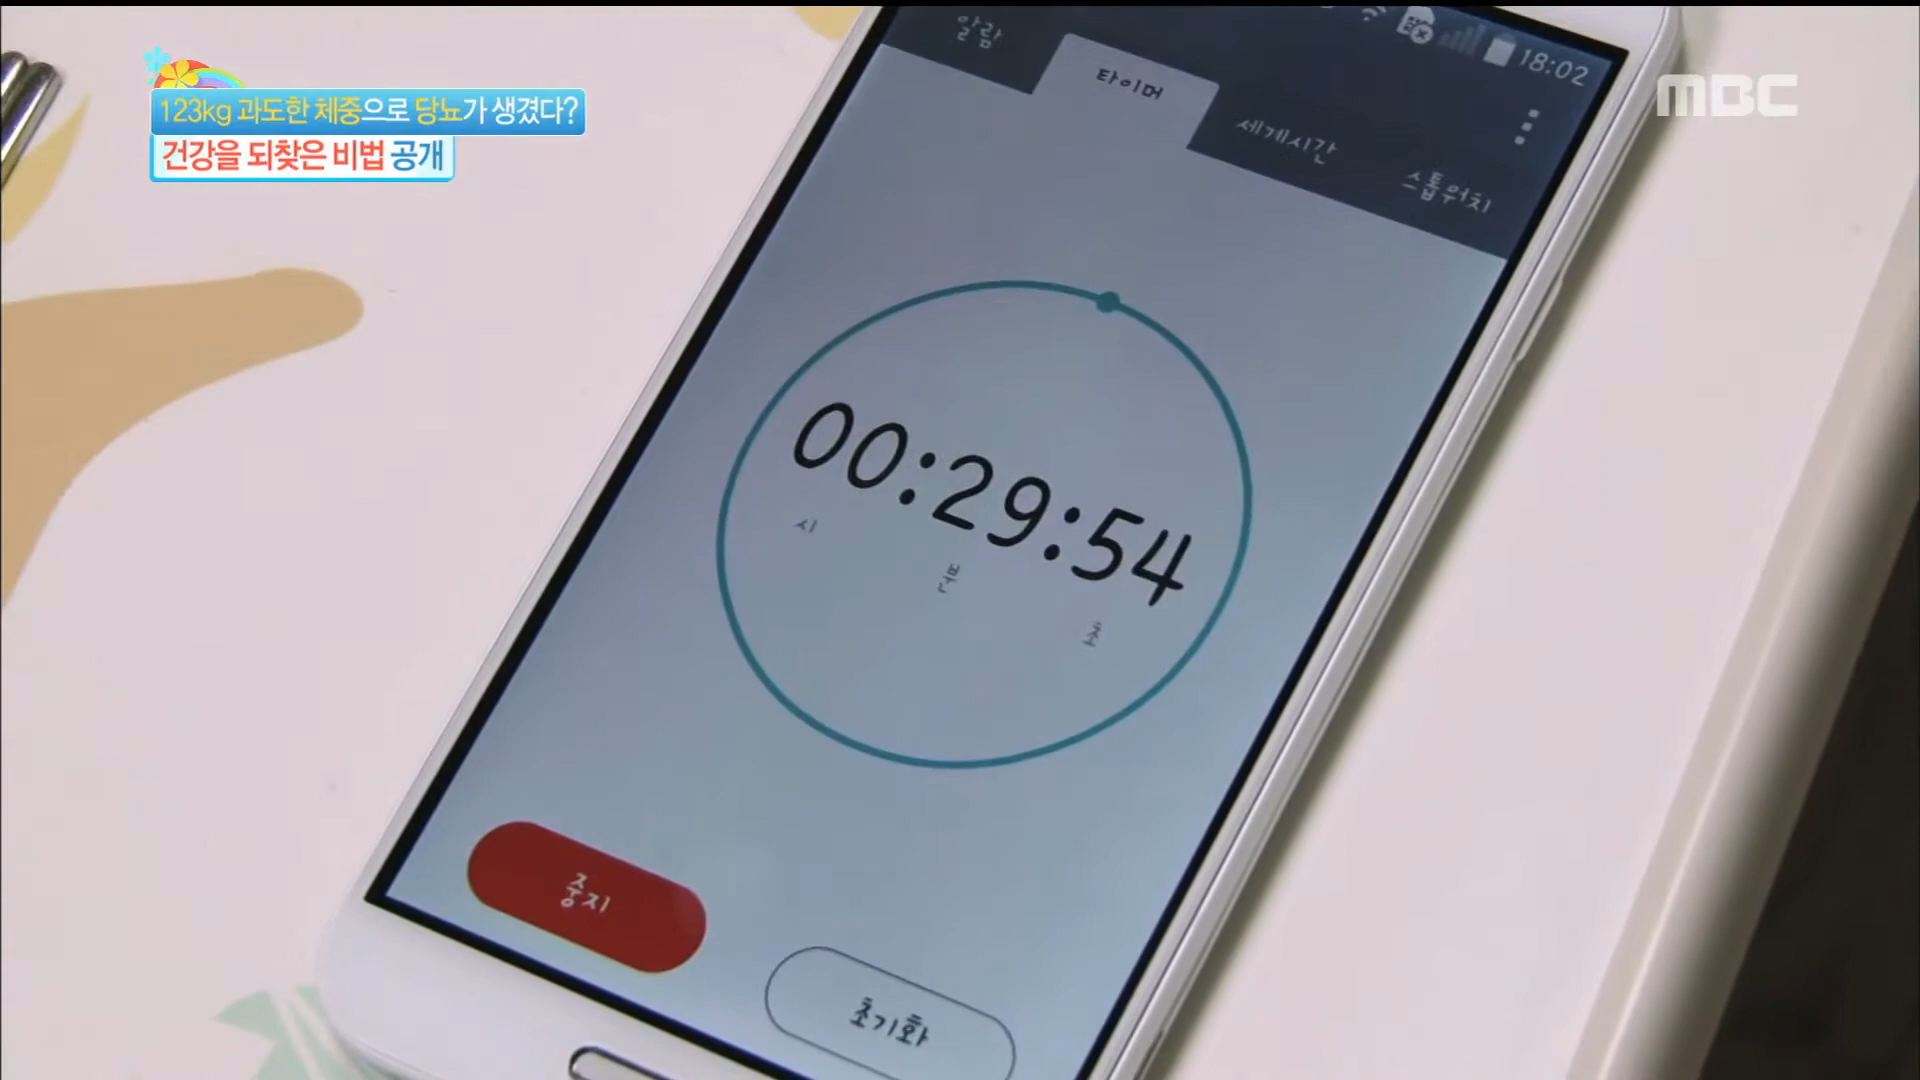 123kg 과도한 체중으로 당뇨가 생겼다?
건강을 되찾은 비법 공개
MBC
18:02
알람
타이머
세계시간
스톱워치
00:29:54
시
분
초
중지
초기화